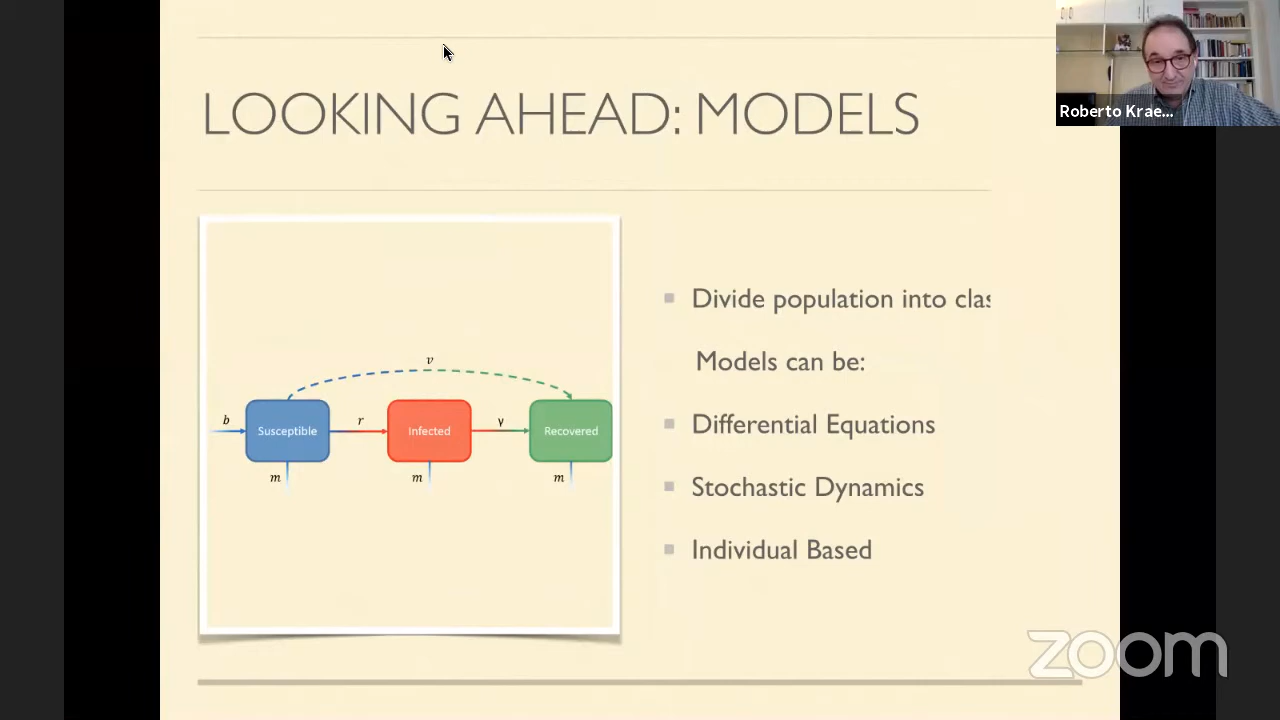 LOOKING AHEAD: MODELS
Roberto Krae...
Divide population into clas
Models can be:
Differential Equations
Stochastic Dynamics
Individual Based
v
b
Susceptible
r
Infected
γ
Recovered
m
m
m
zoom